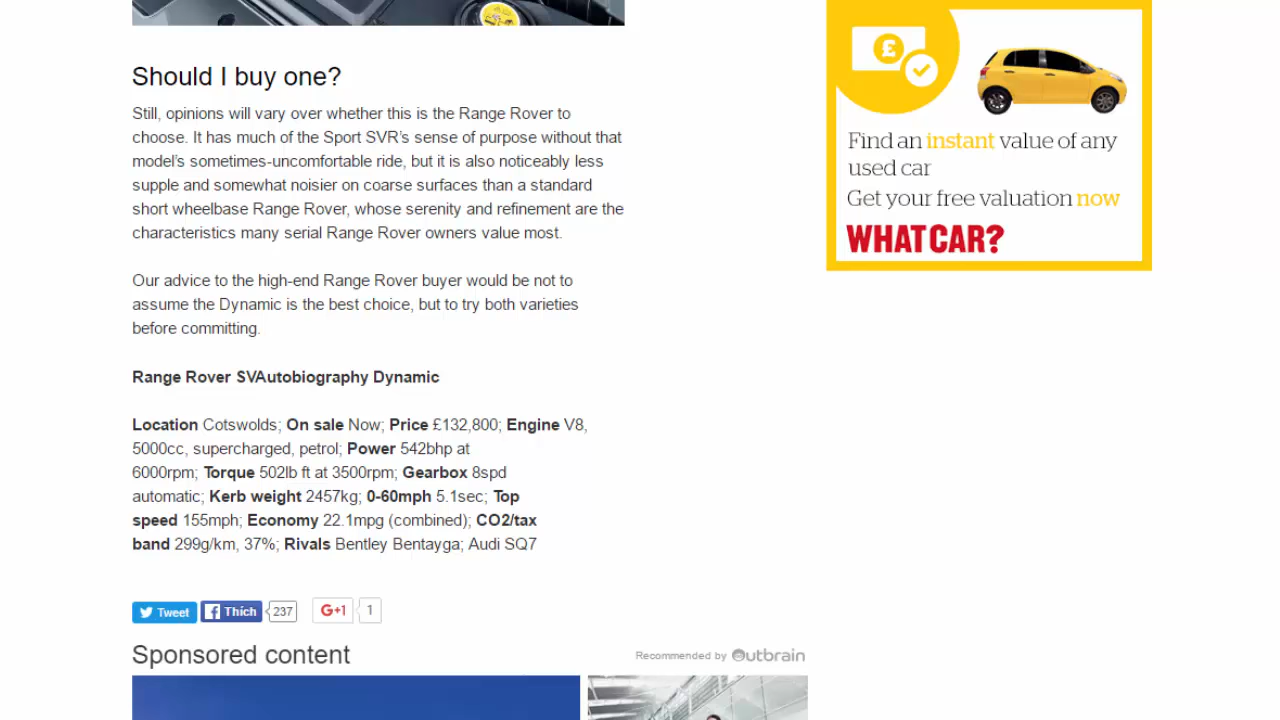 Should I buy one?
Still, opinions will vary over whether this is the Range Rover to
choose. It has much of the Sport SVR's sense of purpose without that
model's sometimes-uncomfortable ride, but it is also noticeably less
supple and somewhat noisier on coarse surfaces than a standard
short wheelbase Range Rover, whose serenity and refinement are the
characteristics many serial Range Rover owners value most.
Our advice to the high-end Range Rover buyer would be not to
assume the Dynamic is the best choice, but to try both varieties
before committing.
Range Rover SVAutobiography Dynamic
Location Cotswolds; On sale Now; Price £132,800; Engine V8,
5000cc, supercharged, petrol; Power 542bhp at
6000rpm; Torque 502lb ft at 3500rpm; Gearbox 8spd
automatic; Kerb weight 2457kg; 0-60mph 5.1sec; Top
speed 155mph; Economy 22.1mpg (combined); CO2/tax
band 299g/km, 37%; Rivals Bentley Bentayga; Audi SQ7
Tweet Thích 237 G+1 1
Sponsored content
Recommended by Outbrain
£
Find an instant value of any
used car
Get your free valuation now
WHAT CAR?